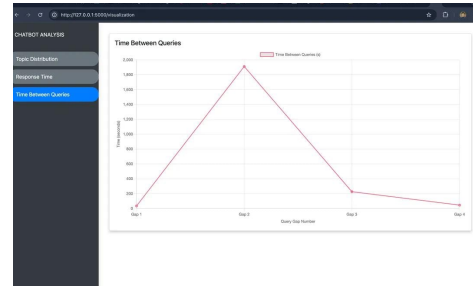 http://127.0.0.1:5000/visualization
CHATBOT ANALYSIS
Topic Distribution
Response Time
Time Between Queries
Time Between Queries
Time Between Queries (s)
2,000
1,800
1,600
1,400
1,200
1,000
800
600
400
200
0
Time (seconds)
Gap 1
Gap 2
Gap 3
Gap 4
Query Gap Number